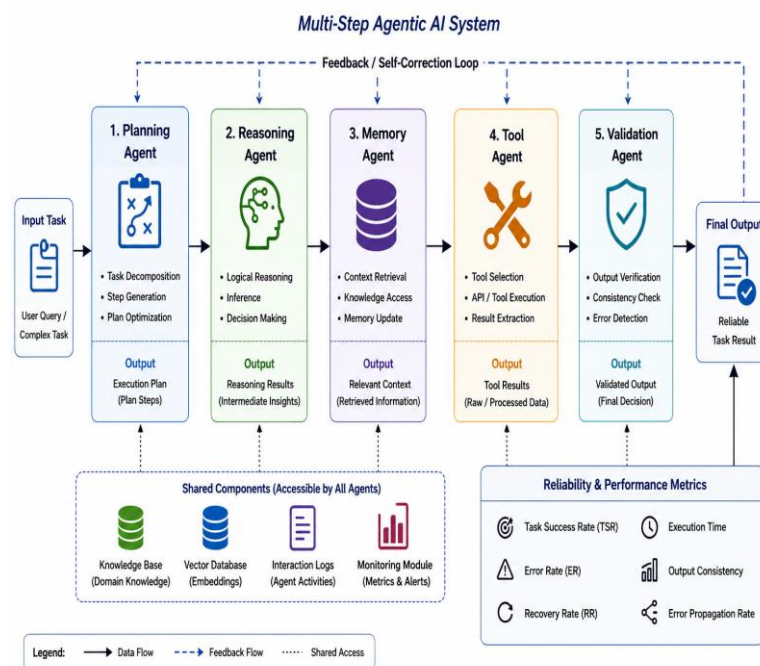 Multi-Step Agentic AI System
Feedback / Self-Correction Loop
Input Task
User Query /
Complex Task
1. Planning
Agent
• Task Decomposition
• Step Generation
• Plan Optimization
Output
Execution Plan
(Plan Steps)
2. Reasoning
Agent
• Logical Reasoning
• Inference
• Decision Making
Output
Reasoning Results
(Intermediate Insights)
3. Memory
Agent
• Context Retrieval
• Knowledge Access
• Memory Update
Output
Relevant Context
(Retrieved Information)
4. Tool
Agent
• Tool Selection
• API / Tool Execution
• Result Extraction
Output
Tool Results
(Raw / Processed Data)
5. Validation
Agent
• Output Verification
• Consistency Check
• Error Detection
Output
Validated Output
(Final Decision)
Final Output
Reliable
Task Result
Shared Components (Accessible by All Agents)
Knowledge Base
(Domain Knowledge)
Vector Database
(Embeddings)
Interaction Logs
(Agent Activities)
Monitoring Module
(Metrics & Alerts)
Reliability & Performance Metrics
Task Success Rate (TSR)
Execution Time
Error Rate (ER)
Output Consistency
Recovery Rate (RR)
Error Propagation Rate
Legend:
Data Flow
Feedback Flow
Shared Access